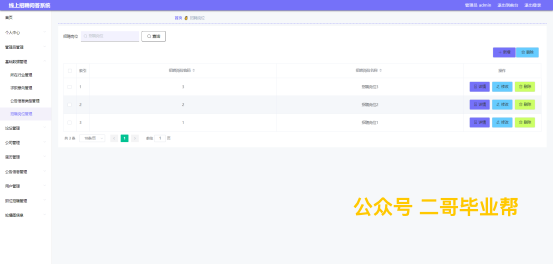 线上招聘问答系统
管理员 admin 退出到前台 退出登录
首页
首页 招聘岗位
个人中心
招聘岗位 招聘岗位 查询
管理员管理
基础数据管理
新增 删除
索引 招聘岗位编码 招聘岗位名称 操作
所在行业管理
1 3 招聘岗位3 详情 修改 删除
求职意向管理
公告信息类型管理
2 2 招聘岗位2 详情 修改 删除
招聘岗位管理
3 1 招聘岗位1 详情 修改 删除
论坛管理
共 3 条 10条/页 1 前往 1 页
公司管理
简历管理
公告信息管理
用户管理
职位招聘管理
轮播图信息
公众号 二哥毕业帮